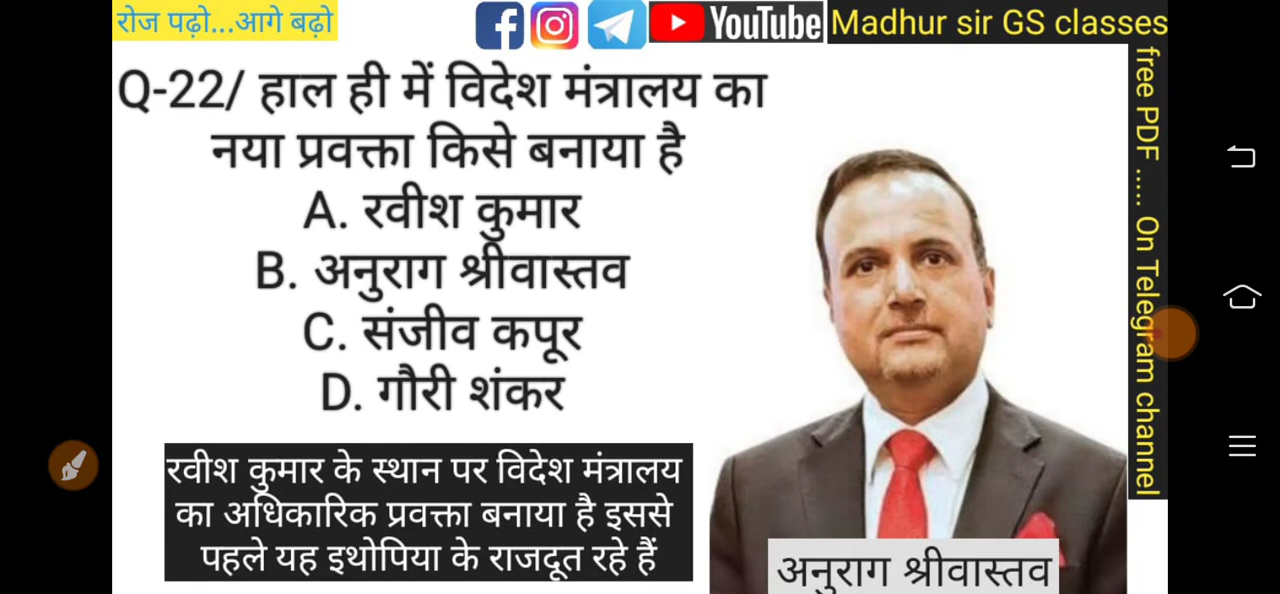 रोज पढ़ो...आगे बढ़ो
YouTube
Madhur sir GS classes
Q-22/ हाल ही में विदेश मंत्रालय का
नया प्रवक्ता किसे बनाया है
A. रवीश कुमार
B. अनुराग श्रीवास्तव
C. संजीव कपूर
D. गौरी शंकर
रवीश कुमार के स्थान पर विदेश मंत्रालय
का अधिकारिक प्रवक्ता बनाया है इससे
पहले यह इथोपिया के राजदूत रहे हैं
अनुराग श्रीवास्तव
free PDF ..... On Telegram channel